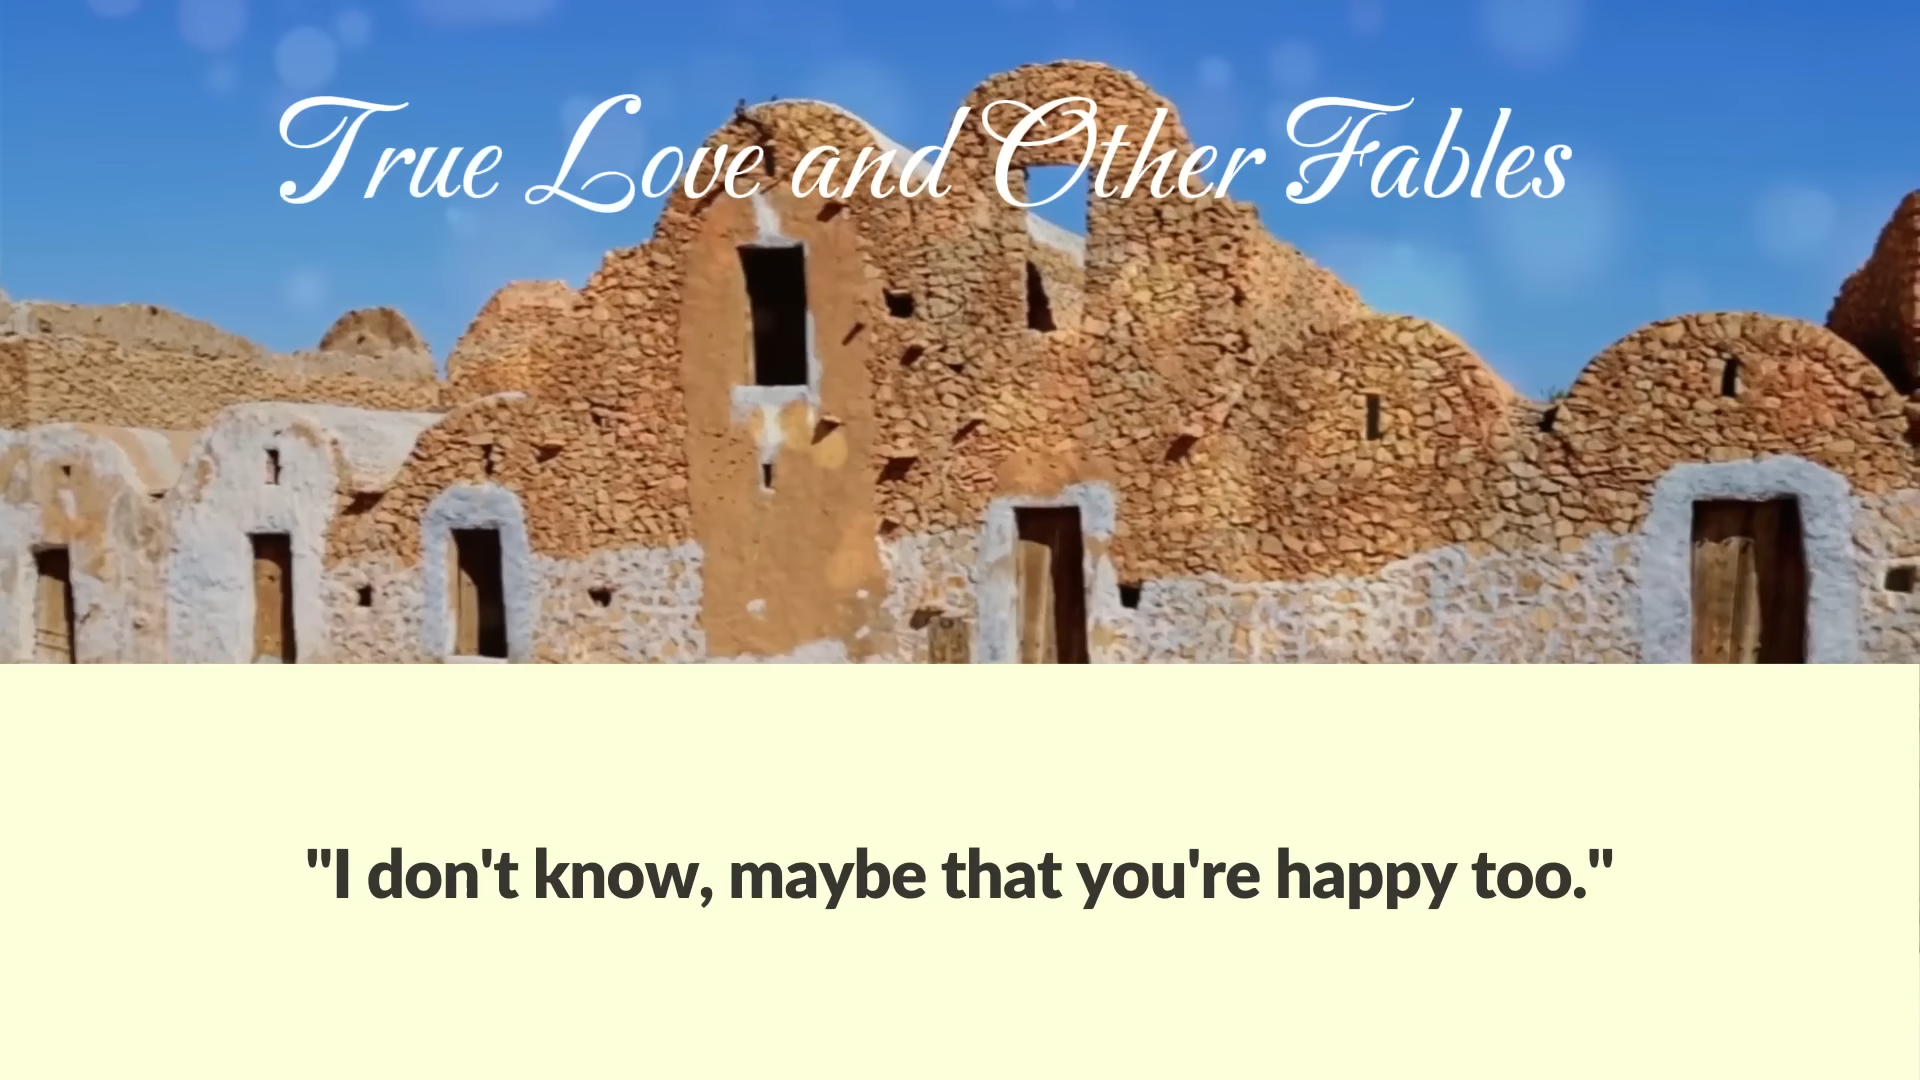 True Love and Other Fables
"I don't know, maybe that you're happy too."